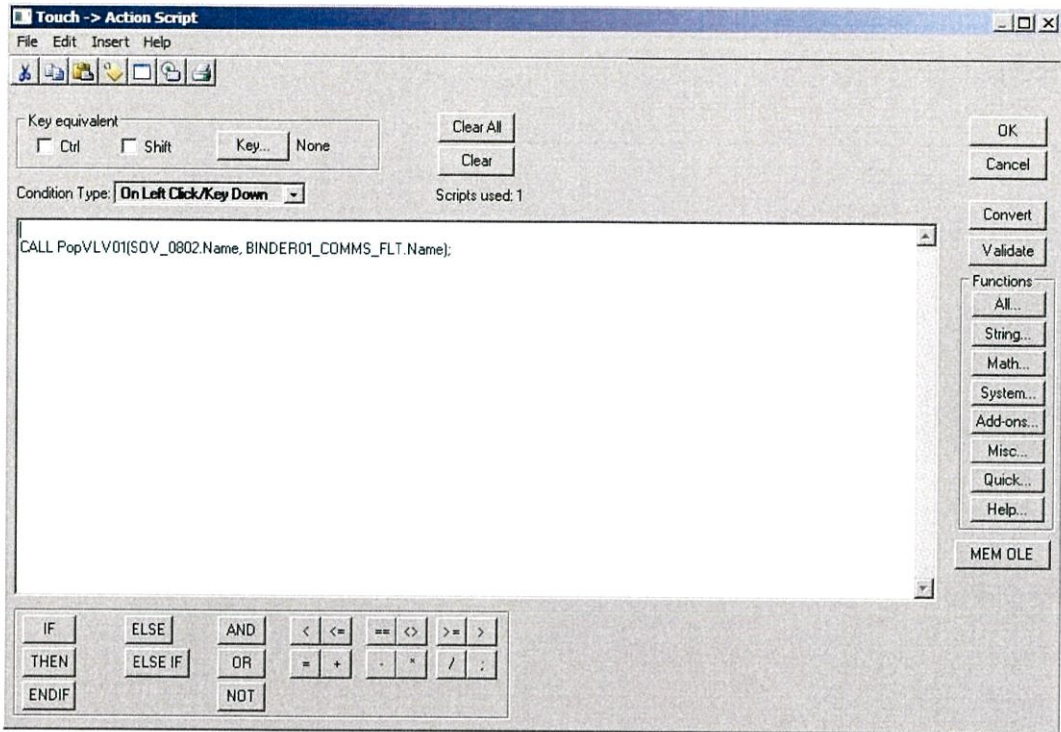 Touch -> Action Script
File Edit Insert Help
Key equivalent
Ctrl Shift Key... None
Clear All
Clear
Condition Type: On Left Click/Key Down
Scripts used: 1
CALL PopVLV01(SOV_0802.Name, BINDER01_COMMS_FLT.Name);
OK
Cancel
Convert
Validate
Functions
All...
String...
Math...
System...
Add-ons...
Misc...
Quick...
Help...
MEM OLE
IF ELSE AND < <= == <> >= >
THEN ELSE IF OR = + - * / ;
ENDIF NOT